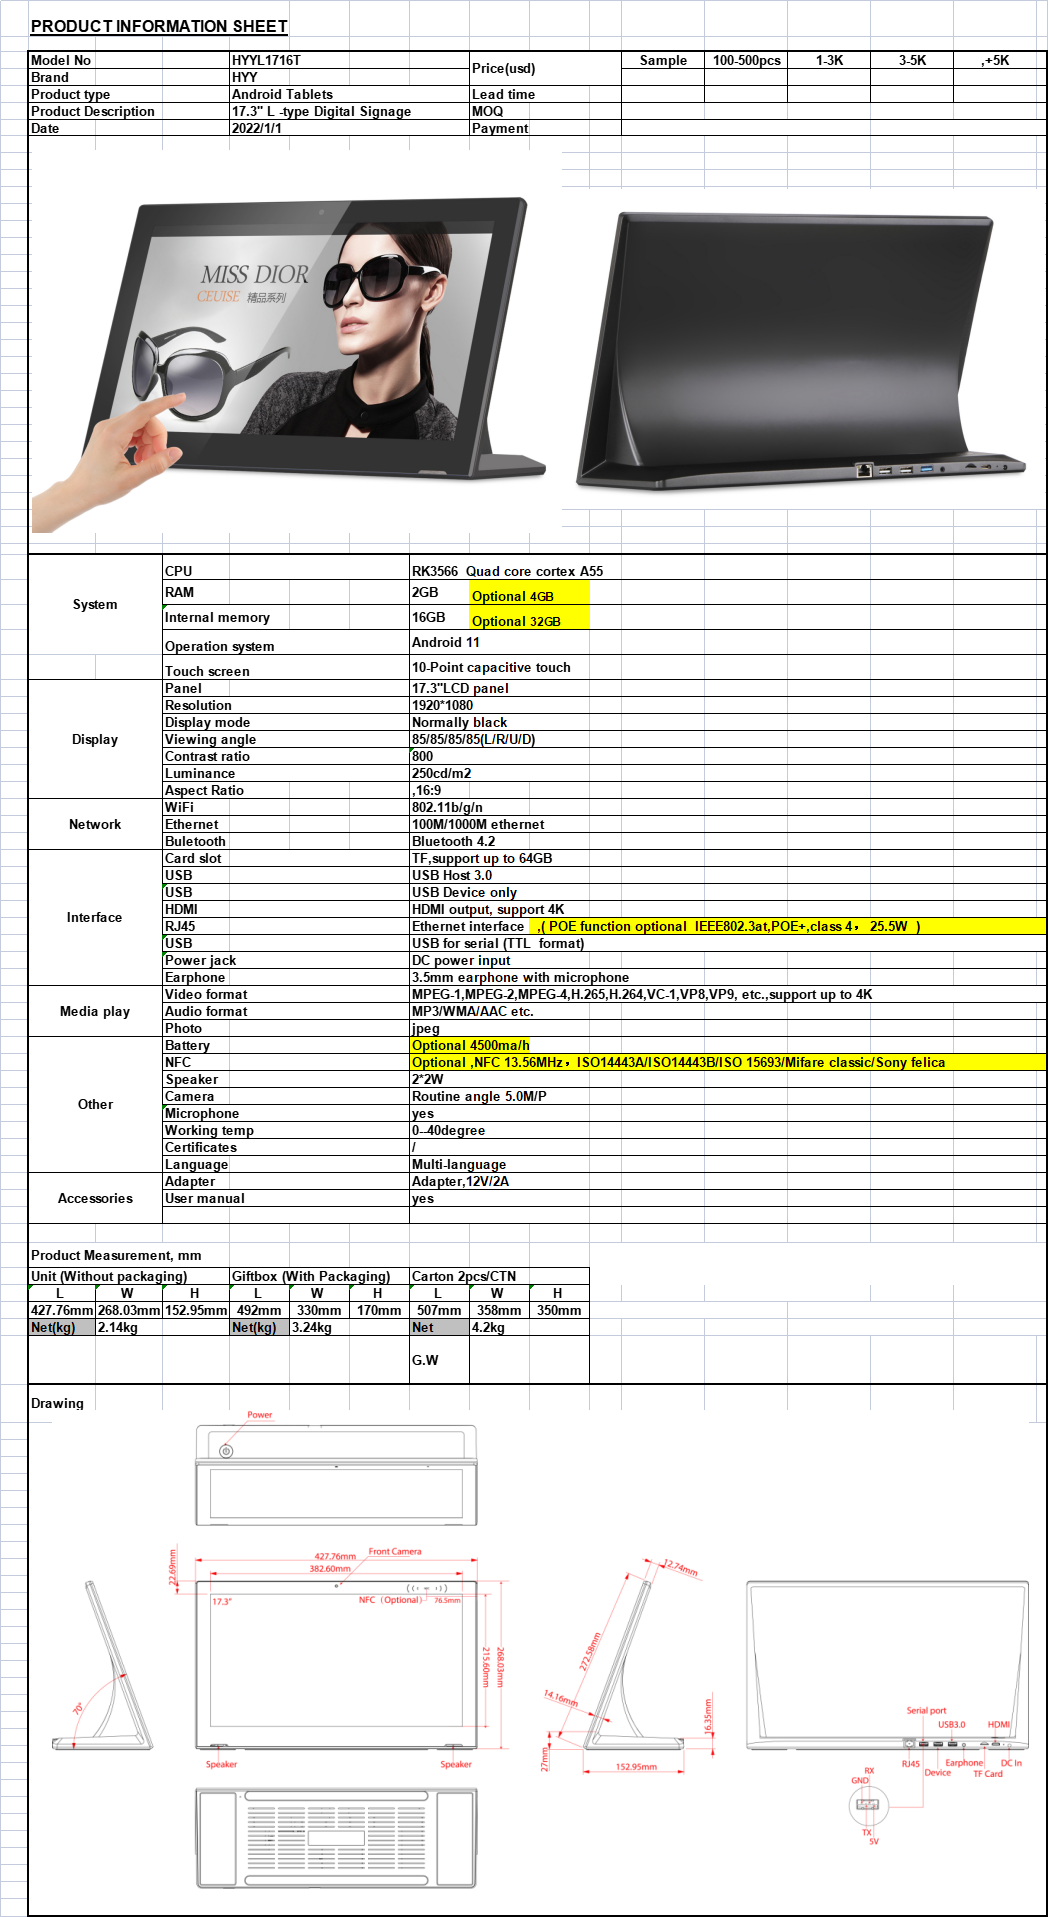 PRODUCT INFORMATION SHEET
Model No HYYL1716T Price(usd) Sample 100-500pcs 1-3K 3-5K ,+5K
Brand HYY
Product type Android Tablets Lead time
Product Description 17.3" L -type Digital Signage MOQ
Date 2022/1/1 Payment
MISS DIOR
CEUISE 精品系列
System
CPU RK3566 Quad core cortex A55
RAM 2GB Optional 4GB
Internal memory 16GB Optional 32GB
Operation system Android 11
Touch screen 10-Point capacitive touch
Display
Panel 17.3"LCD panel
Resolution 1920*1080
Display mode Normally black
Viewing angle 85/85/85/85(L/R/U/D)
Contrast ratio 800
Luminance 250cd/m2
Aspect Ratio ,16:9
Network
WiFi 802.11b/g/n
Ethernet 100M/1000M ethernet
Buletooth Bluetooth 4.2
Interface
Card slot TF,support up to 64GB
USB USB Host 3.0
USB USB Device only
HDMI HDMI output, support 4K
RJ45 Ethernet interface ,( POE function optional IEEE802.3at,POE+,class 4， 25.5W )
USB USB for serial (TTL format)
Power jack DC power input
Earphone 3.5mm earphone with microphone
Media play
Video format MPEG-1,MPEG-2,MPEG-4,H.265,H.264,VC-1,VP8,VP9, etc.,support up to 4K
Audio format MP3/WMA/AAC etc.
Photo jpeg
Other
Battery Optional 4500ma/h
NFC Optional ,NFC 13.56MHz，ISO14443A/ISO14443B/ISO 15693/Mifare classic/Sony felica
Speaker 2*2W
Camera Routine angle 5.0M/P
Microphone yes
Working temp 0--40degree
Certificates /
Language Multi-language
Accessories
Adapter Adapter,12V/2A
User manual yes
Product Measurement, mm
Unit (Without packaging) Giftbox (With Packaging) Carton 2pcs/CTN
L W H L W H L W H
427.76mm 268.03mm 152.95mm 492mm 330mm 170mm 507mm 358mm 350mm
Net(kg) 2.14kg Net(kg) 3.24kg Net 4.2kg
G.W
Drawing
Power
427.76mm
Front Camera
382.60mm
22.69mm
17.3"
NFC（Optional）
76.5mm
215.60mm
268.03mm
Speaker
Speaker
70°
12.74mm
272.58mm
14.16mm
16.35mm
27mm
152.95mm
Serial port
USB3.0
HDMI
RJ45
Device
Earphone
TF Card
DC In
RX
GND
TX
5V